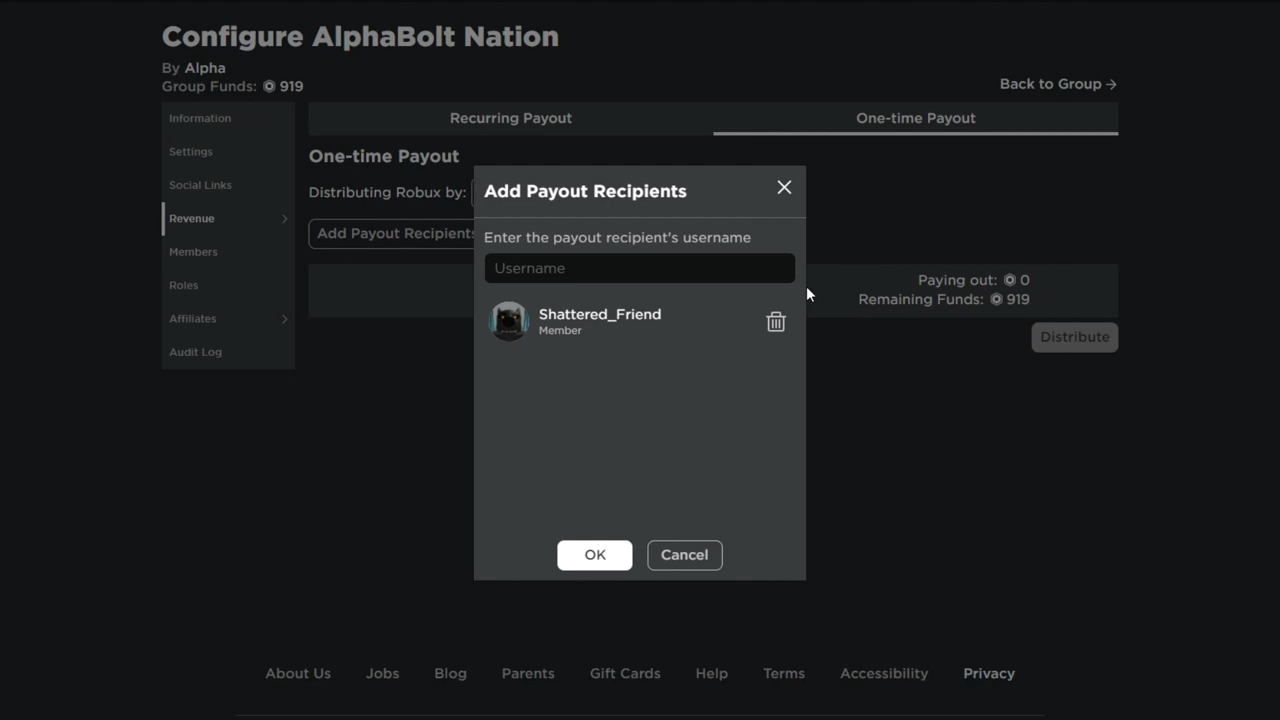 Configure AlphaBolt Nation
By Alpha
Group Funds: 919
Back to Group →
Information
Settings
Social Links
Revenue
Members
Roles
Affiliates
Audit Log
Recurring Payout
One-time Payout
One-time Payout
Distributing Robux by:
Add Payout Recipients
Paying out: 0
Remaining Funds: 919
Distribute
Add Payout Recipients
Enter the payout recipient's username
Username
Shattered_Friend
Member
OK
Cancel
About Us Jobs Blog Parents Gift Cards Help Terms Accessibility Privacy